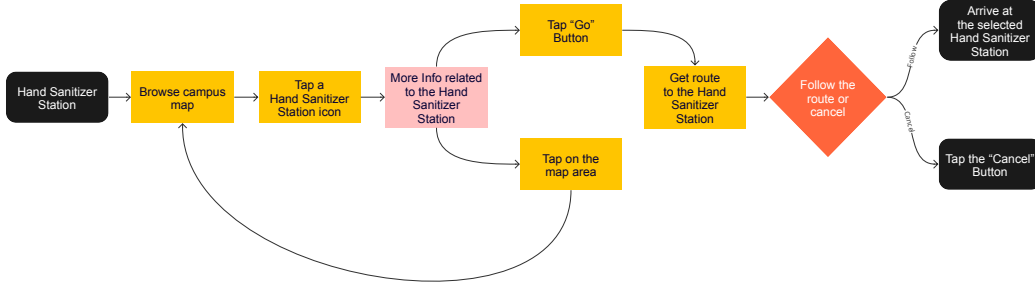 Hand Sanitizer
Station
Browse campus
map
Tap a
Hand Sanitizer
Station icon
More Info related
to the Hand
Sanitizer
Station
Tap “Go”
Button
Tap on the
map area
Get route
to the Hand
Sanitizer
Station
Follow the
route or
cancel
Follow
Cancel
Arrive at
the selected
Hand Sanitizer
Station
Tap the “Cancel”
Button